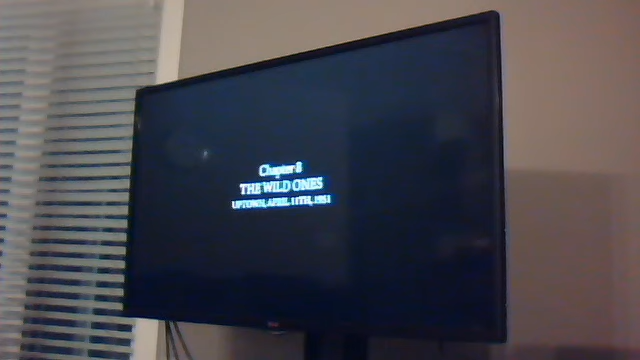 Chapter 8
THE WILD ONES
UPTOWN, APRIL 11TH, 1951